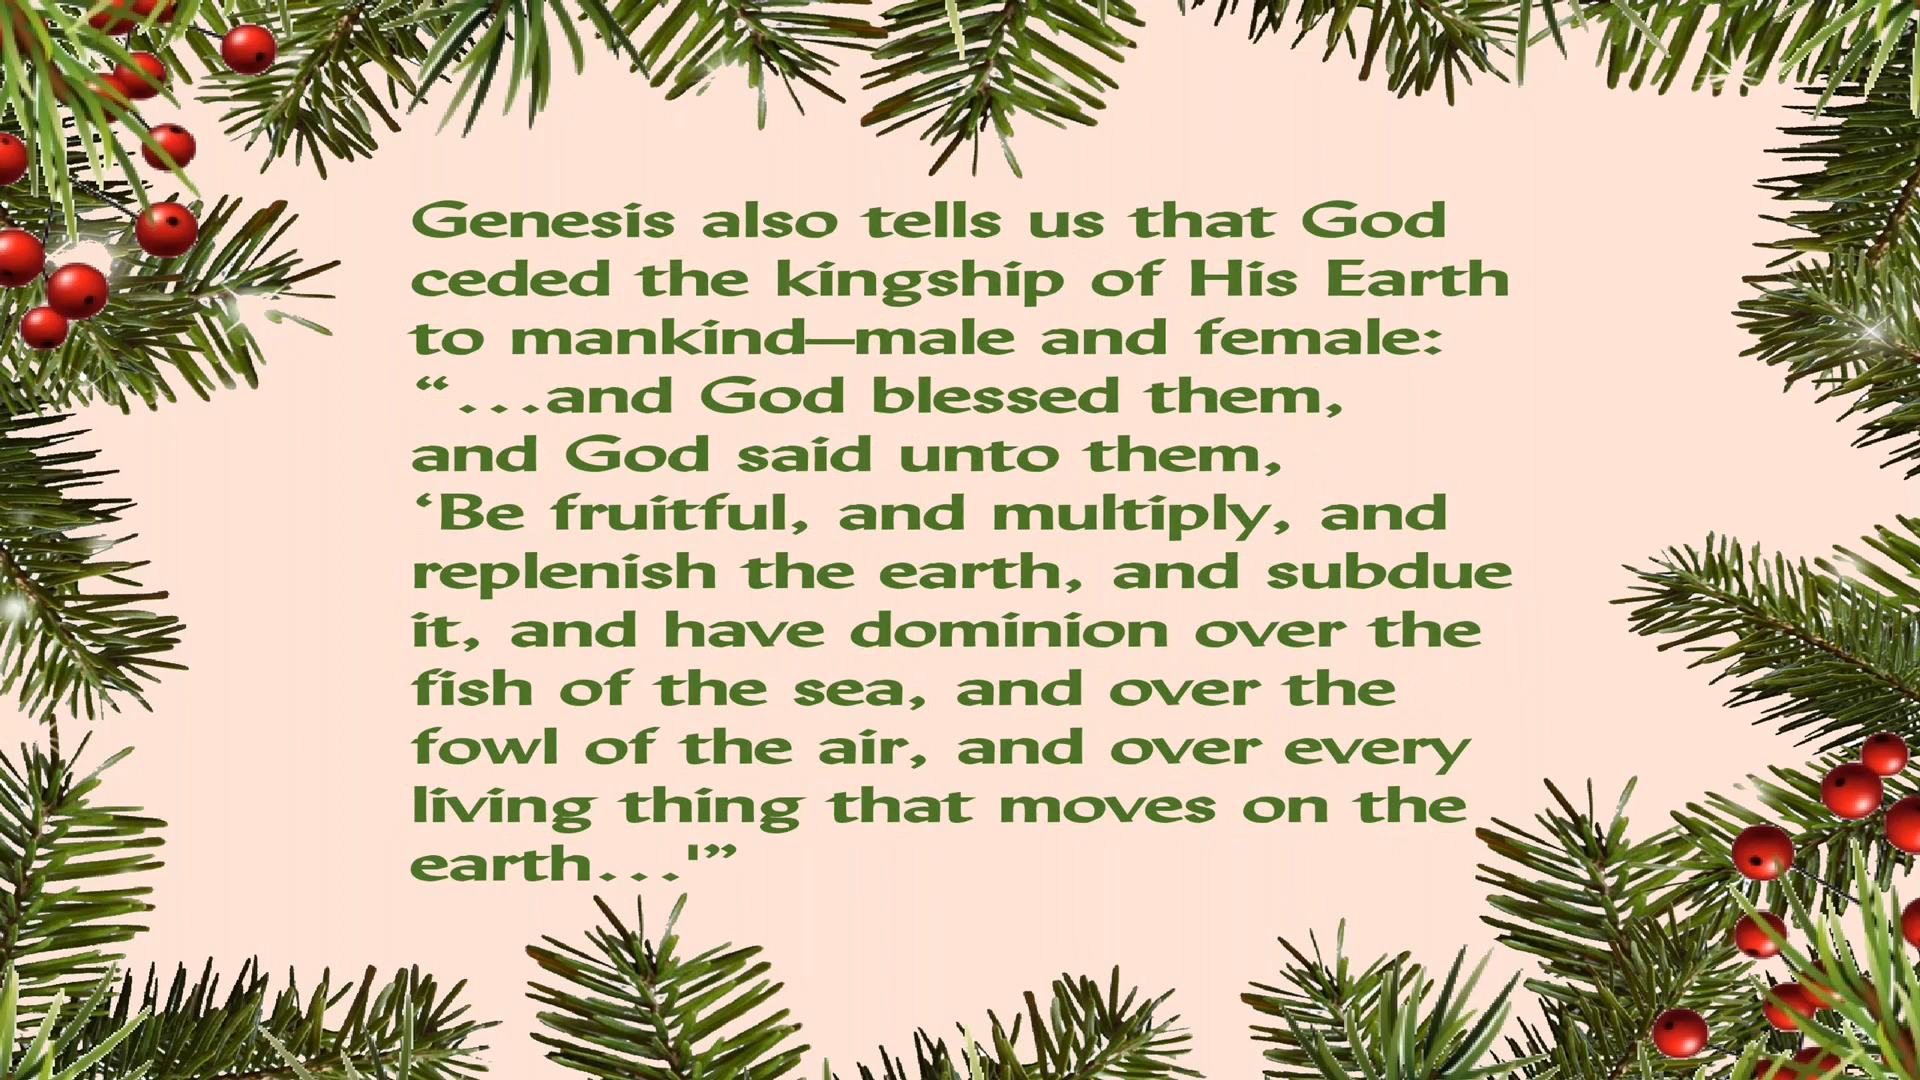 Genesis also tells us that God
ceded the kingship of His Earth
to mankind—male and female:
“...and God blessed them,
and God said unto them,
‘Be fruitful, and multiply, and
replenish the earth, and subdue
it, and have dominion over the
fish of the sea, and over the
fowl of the air, and over every
living thing that moves on the
earth...'”